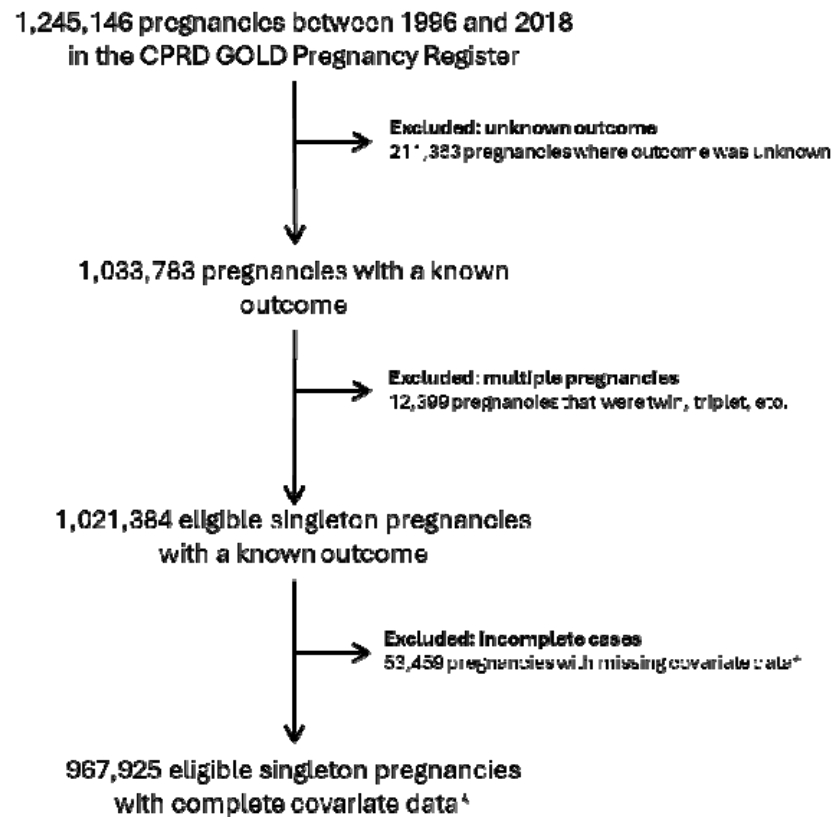 1,245,146 pregnancies between 1996 and 2018
in the CPRD GOLD Pregnancy Register
Excluded: unknown outcome
pregnancies where outcome was unknown
1,033,783 pregnancies with a known
outcome
Excluded: multiple pregnancies
12,399 pregnancies that were twin, triplet, etc.
1,021,384 eligible singleton pregnancies
with a known outcome
Excluded: incomplete cases
53,459 pregnancies with missing covariate data*
967,925 eligible singleton pregnancies
with complete covariate data*